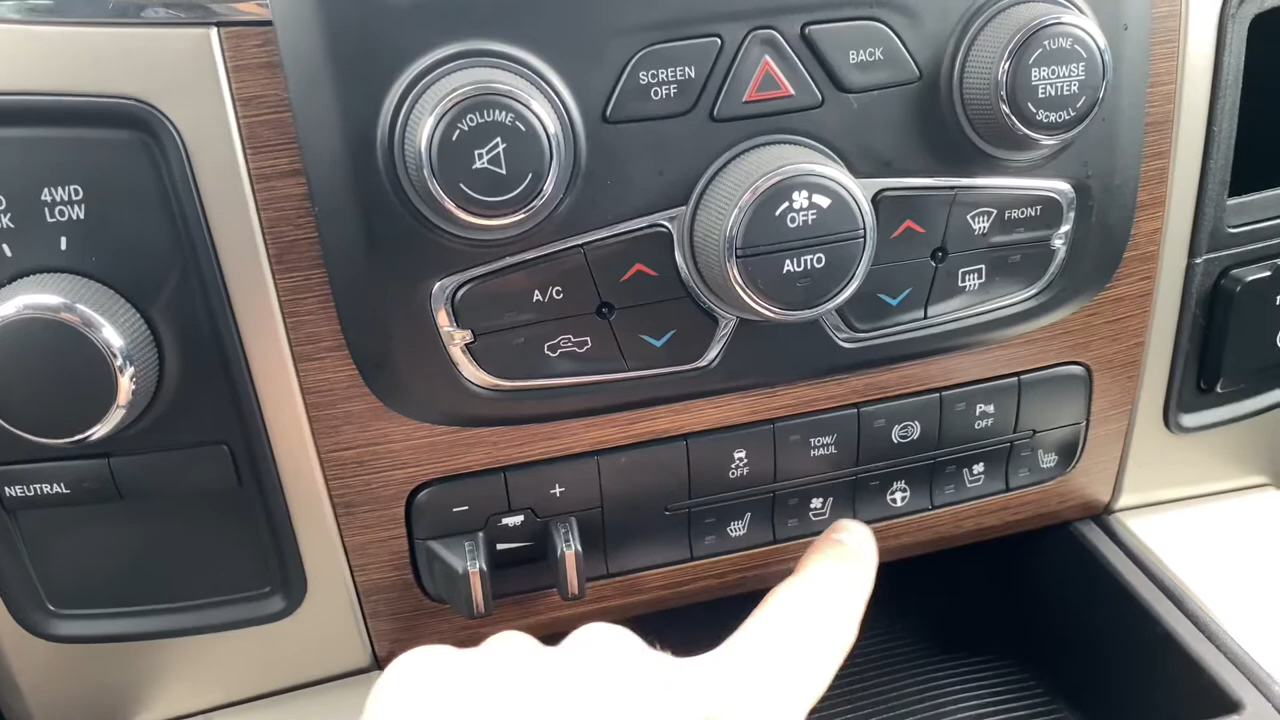 SCREEN
OFF
BACK
TUNE
BROWSE
ENTER
SCROLL
VOLUME
4WD
LOW
OFF
AUTO
FRONT
A/C
OFF
TOW/
HAUL
OFF
− +
NEUTRAL